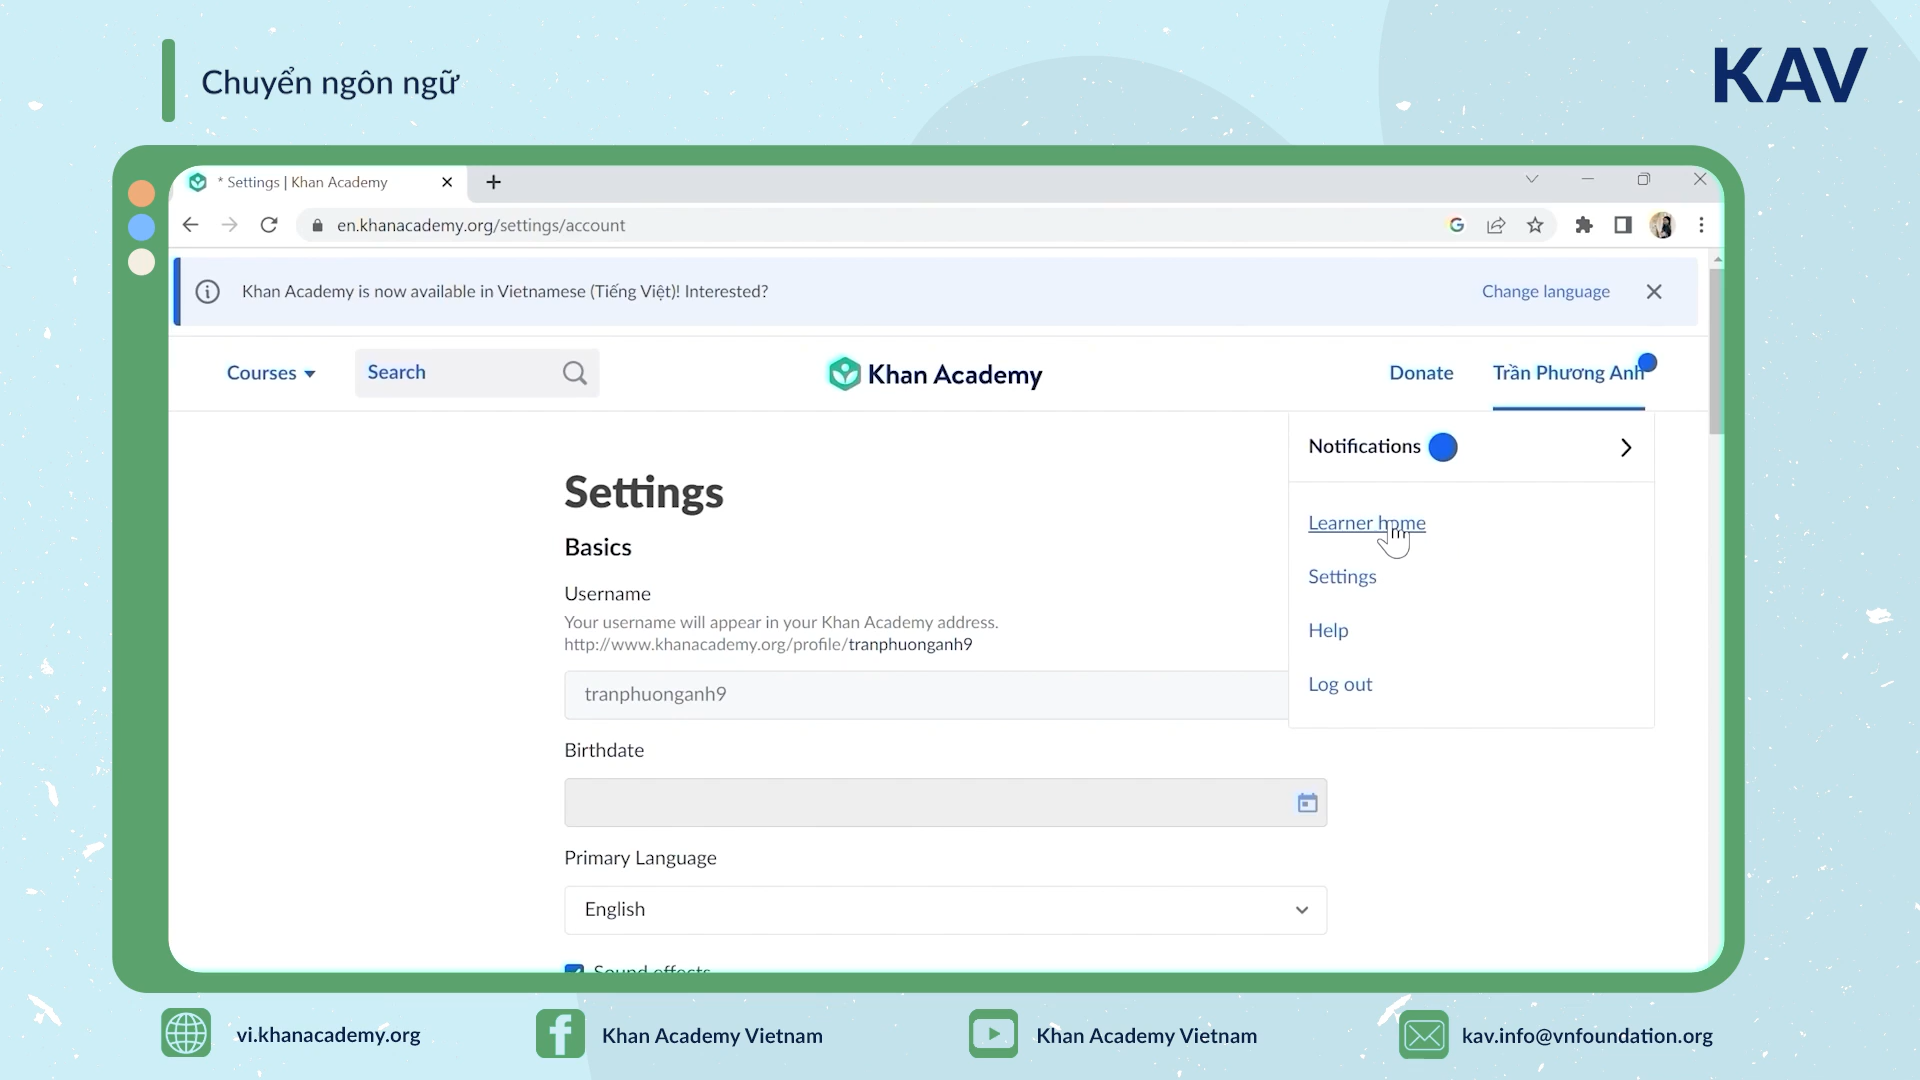 Chuyển ngôn ngữ
KAV
* Settings | Khan Academy
en.khanacademy.org/settings/account
Khan Academy is now available in Vietnamese (Tiếng Việt)! Interested?
Change language
Courses
Search
Khan Academy
Donate
Trần Phương Anh
Notifications
Learner home
Settings
Help
Log out
Settings
Basics
Username
Your username will appear in your Khan Academy address.
http://www.khanacademy.org/profile/tranphuonganh9
tranphuonganh9
Birthdate
Primary Language
English
Sound effects
vi.khanacademy.org
Khan Academy Vietnam
Khan Academy Vietnam
kav.info@vnfoundation.org